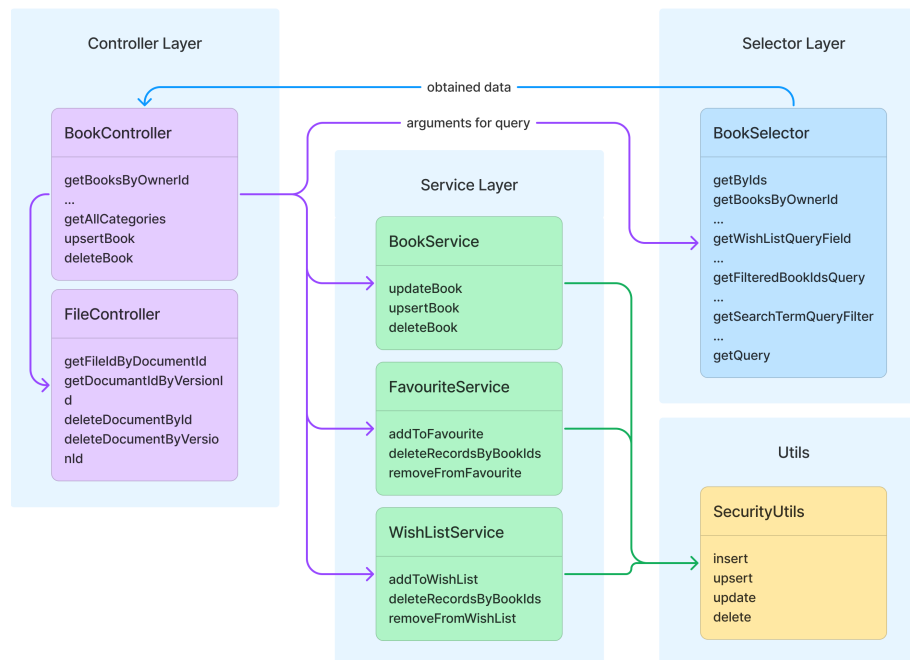 Controller Layer
Selector Layer
obtained data
arguments for query
BookController
getBooksByOwnerId
...
getAllCategories
upsertBook
deleteBook
FileController
getFileIdByDocumentId
getDocumantIdByVersionI
d
deleteDocumentById
deleteDocumentByVersio
nId
Service Layer
BookService
updateBook
upsertBook
deleteBook
FavouriteService
addToFavourite
deleteRecordsByBookIds
removeFromFavourite
WishListService
addToWishList
deleteRecordsByBookIds
removeFromWishList
BookSelector
getByIds
getBooksByOwnerId
...
getWishListQueryField
...
getFilteredBookIdsQuery
...
getSearchTermQueryFilter
...
getQuery
Utils
SecurityUtils
insert
upsert
update
delete